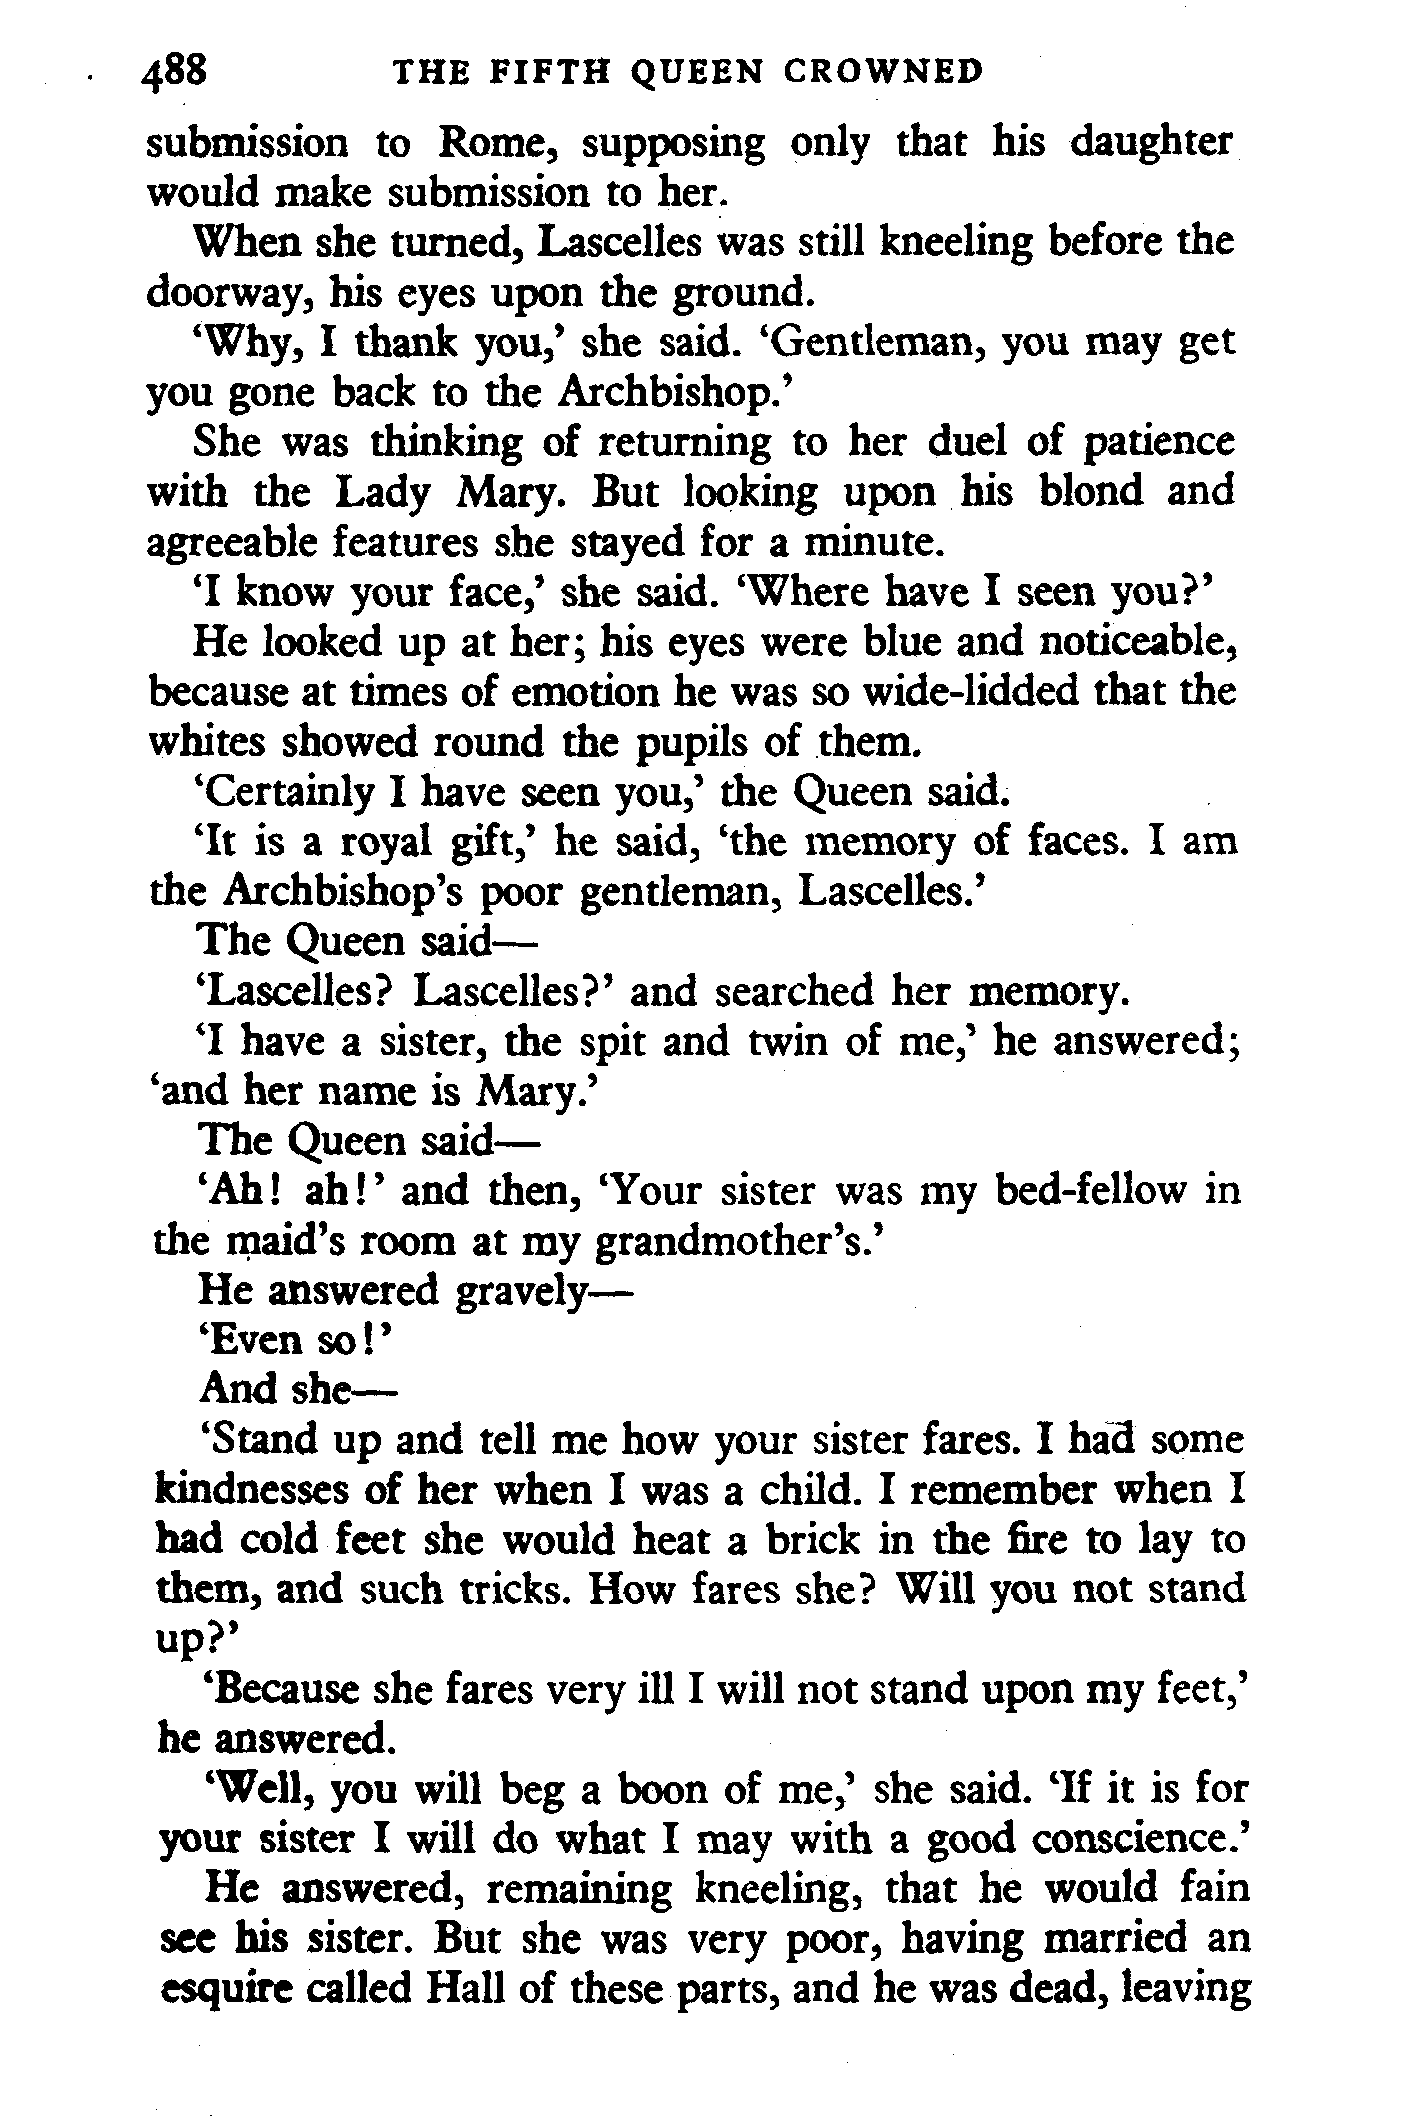 488 THE FIFTH QUEEN CROWNED
submission to Rome, supposing only that his daughter
would make submission to her.
When she turned, Lascelles was still kneeling before the
doorway, his eyes upon the ground.
‘Why, I thank you,’ she said. ‘Gentleman, you may get
you gone back to the Archbishop.’
She was thinking of returning to her duel of patience
with the Lady Mary. But looking upon his blond and
agreeable features she stayed for a minute.
‘I know your face,’ she said. ‘Where have I seen you?’
He looked up at her; his eyes were blue and noticeable,
because at times of emotion he was so wide-lidded that the
whites showed round the pupils of them.
‘Certainly I have seen you,’ the Queen said.
‘It is a royal gift,’ he said, ‘the memory of faces. I am
the Archbishop’s poor gentleman, Lascelles.’
The Queen said—
‘Lascelles? Lascelles?’ and searched her memory.
‘I have a sister, the spit and twin of me,’ he answered;
‘and her name is Mary.’
The Queen said—
‘Ah! ah!’ and then, ‘Your sister was my bed-fellow in
the maid’s room at my grandmother’s.’
He answered gravely—
‘Even so!’
And she—
‘Stand up and tell me how your sister fares. I had some
kindnesses of her when I was a child. I remember when I
had cold feet she would heat a brick in the fire to lay to
them, and such tricks. How fares she? Will you not stand
up?’
‘Because she fares very ill I will not stand upon my feet,’
he answered.
‘Well, you will beg a boon of me,’ she said. ‘If it is for
your sister I will do what I may with a good conscience.’
He answered, remaining kneeling, that he would fain
see his sister. But she was very poor, having married an
esquire called Hall of these parts, and he was dead, leaving